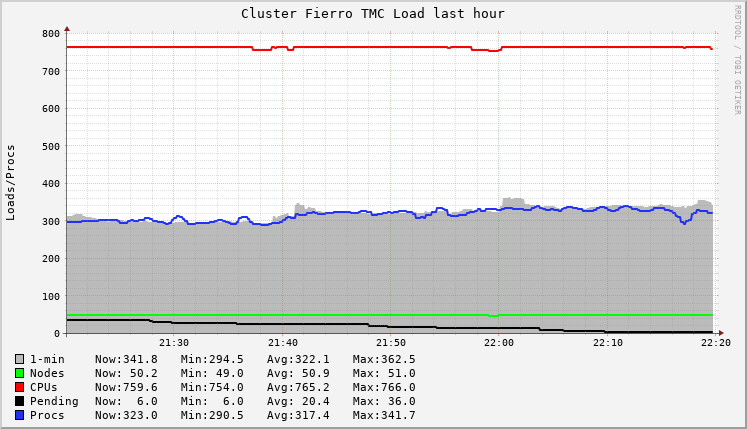 Cluster Fierro TMC Load last hour
RRDTOOL / TOBI OETIKER
Loads/Procs
800
700
600
500
400
300
200
100
0
21:30 21:40 21:50 22:00 22:10 22:20
1-min Now:341.8 Min:294.5 Avg:322.1 Max:362.5
Nodes Now: 50.2 Min: 49.0 Avg: 50.9 Max: 51.0
CPUs Now:759.6 Min:754.0 Avg:765.2 Max:766.0
Pending Now: 6.0 Min: 6.0 Avg: 20.4 Max: 36.0
Procs Now:323.0 Min:290.5 Avg:317.4 Max:341.7